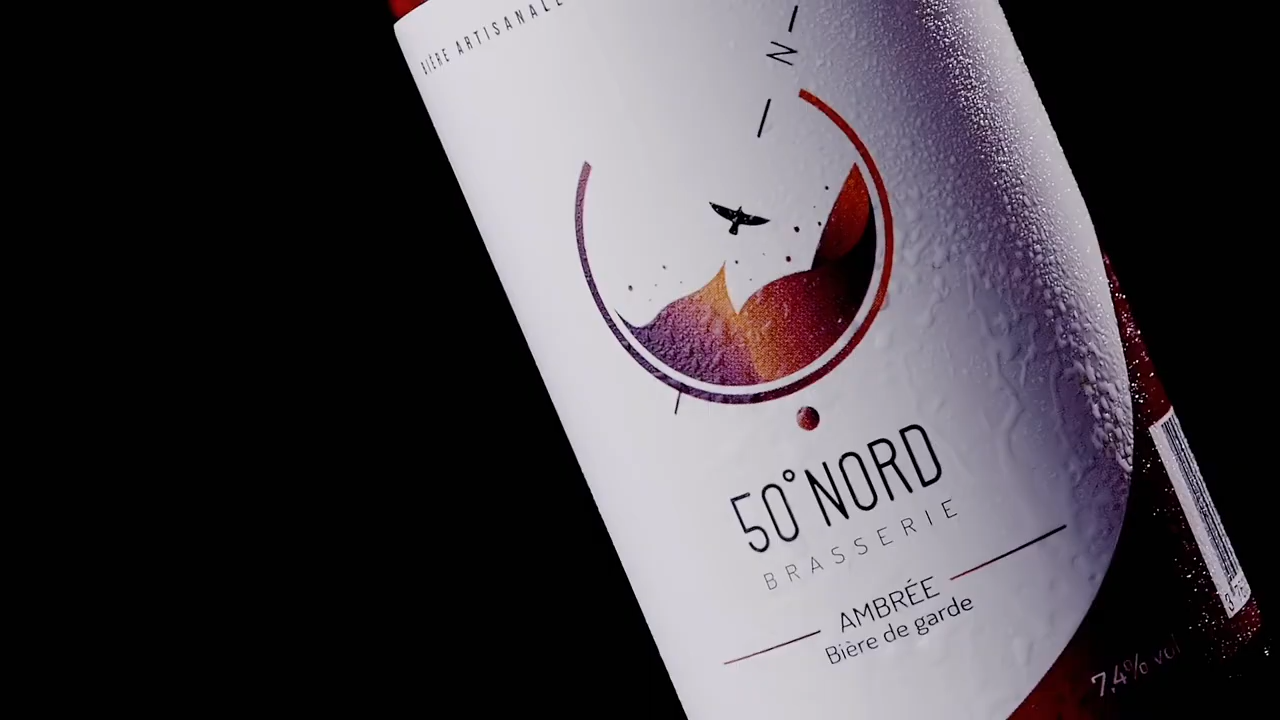 BIÈRE ARTISANALE
N
50°NORD
BRASSERIE
AMBRÉE
Bière de garde
7,4% vol